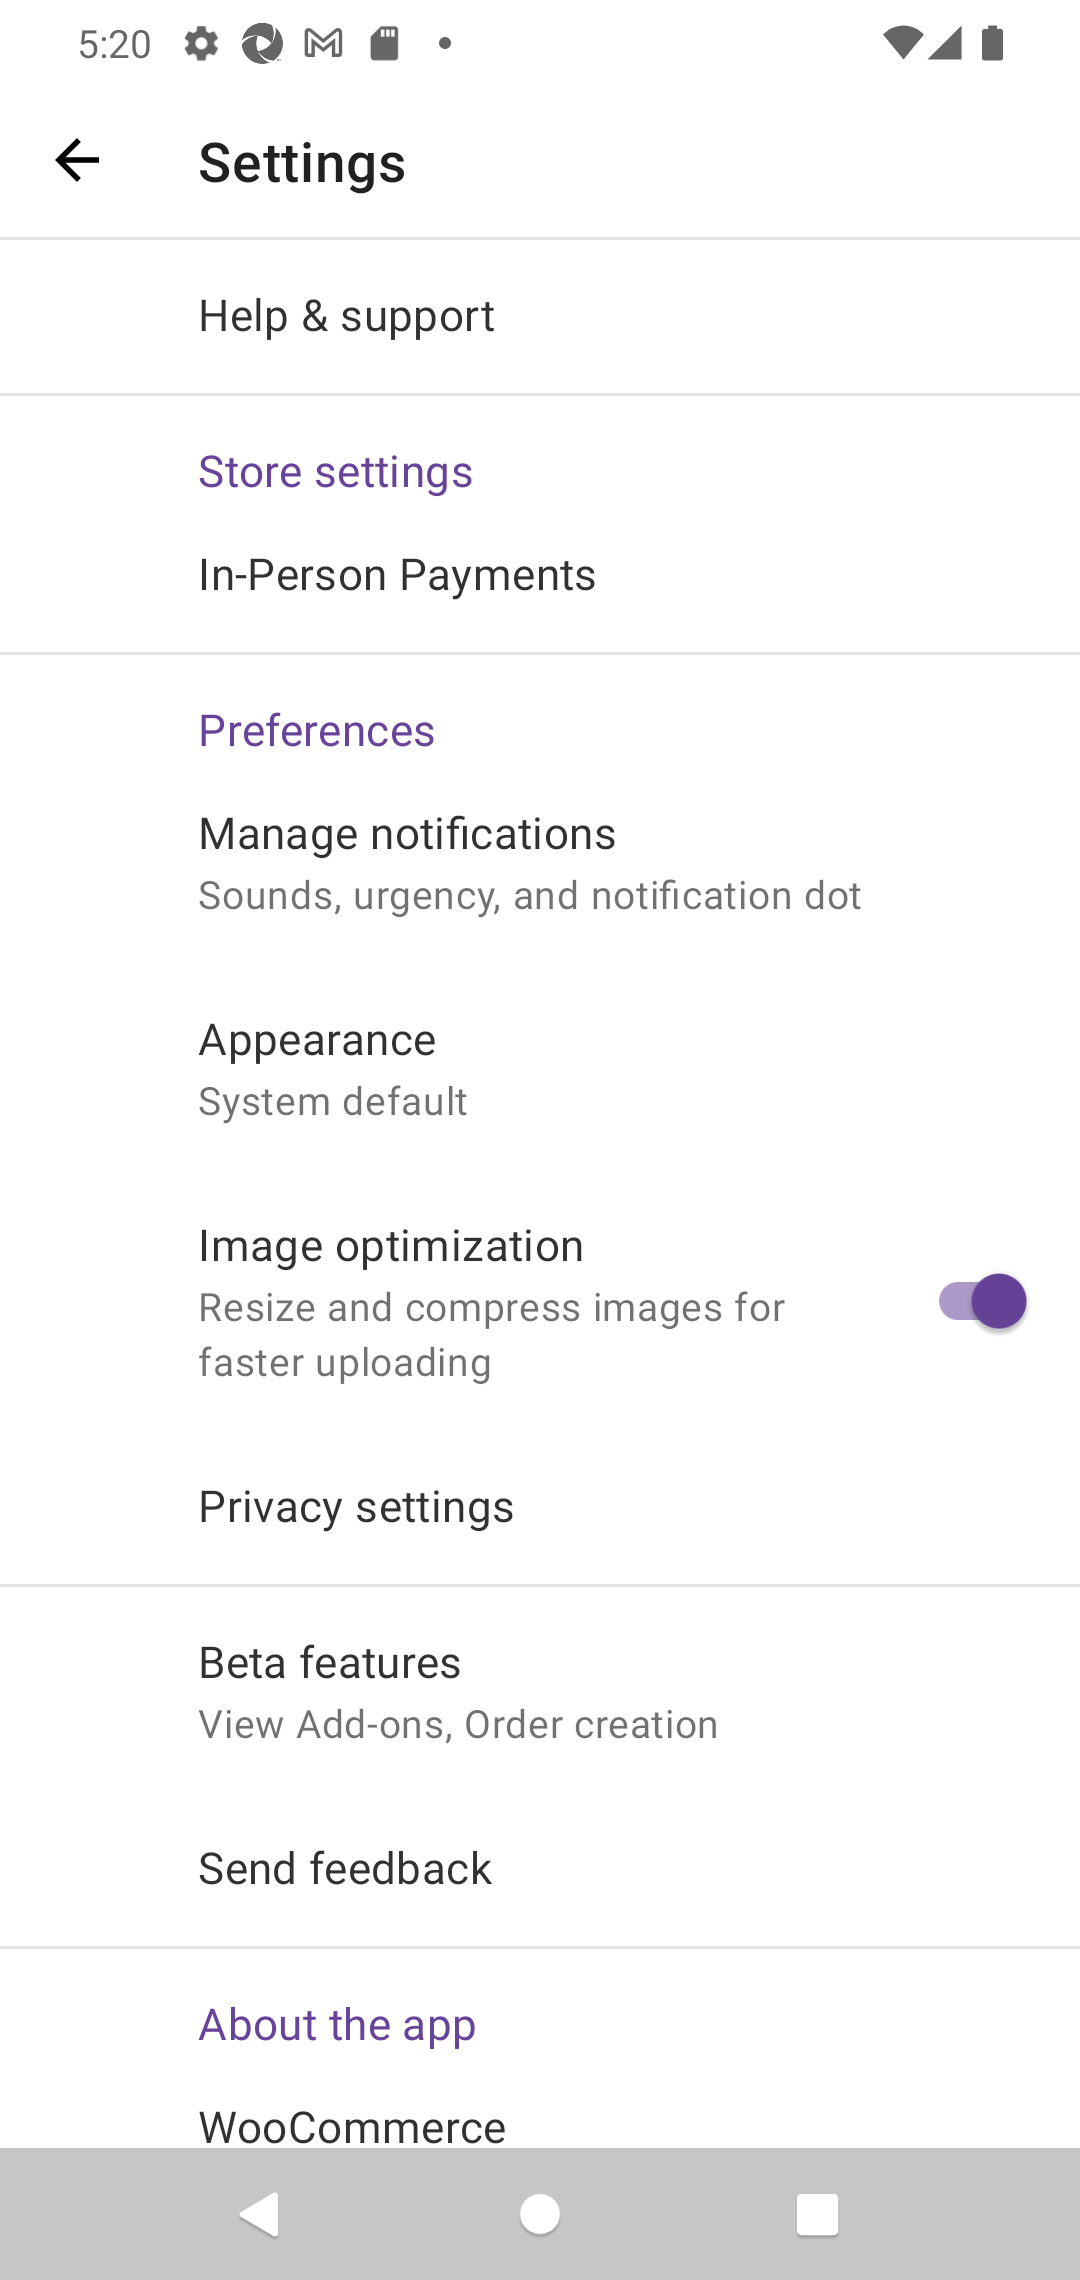 5:20
Settings
Help & support
Store settings
In-Person Payments
Preferences
Manage notifications
Sounds, urgency, and notification dot
Appearance
System default
Image optimization
Resize and compress images for
faster uploading
Privacy settings
Beta features
View Add-ons, Order creation
Send feedback
About the app
WooCommerce